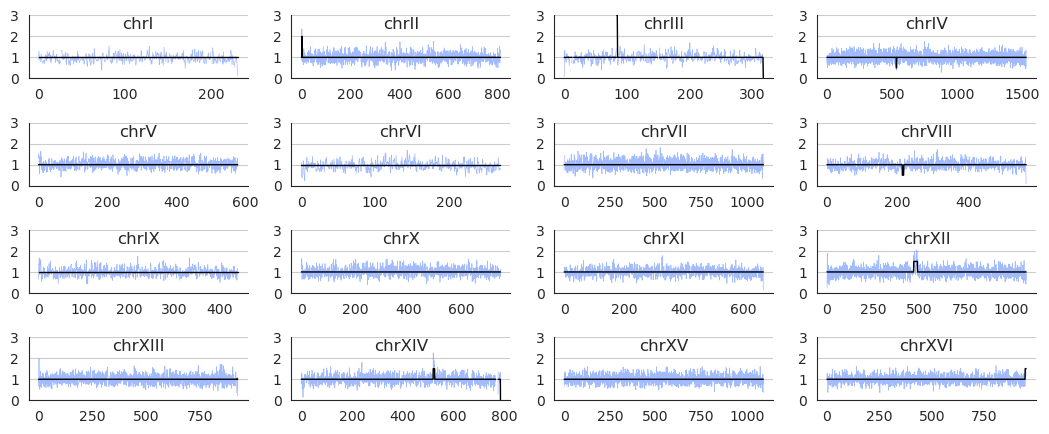 3 chrI 3 chrII 3 chrIII 3 chrIV
2 2 2 2
1 1 1 1
0 0 0 0
0 100 200 0 200 400 600 800 0 100 200 300 0 500 1000 1500
3 chrV 3 chrVI 3 chrVII 3 chrVIII
2 2 2 2
1 1 1 1
0 0 0 0
0 200 400 600 0 100 200 0 250 500 750 1000 0 200 400
3 chrIX 3 chrX 3 chrXI 3 chrXII
2 2 2 2
1 1 1 1
0 0 0 0
0 100 200 300 400 0 200 400 600 0 200 400 600 0 250 500 750 1000
3 chrXIII 3 chrXIV 3 chrXV 3 chrXVI
2 2 2 2
1 1 1 1
0 0 0 0
0 250 500 750 0 200 400 600 800 0 250 500 750 1000 0 250 500 750